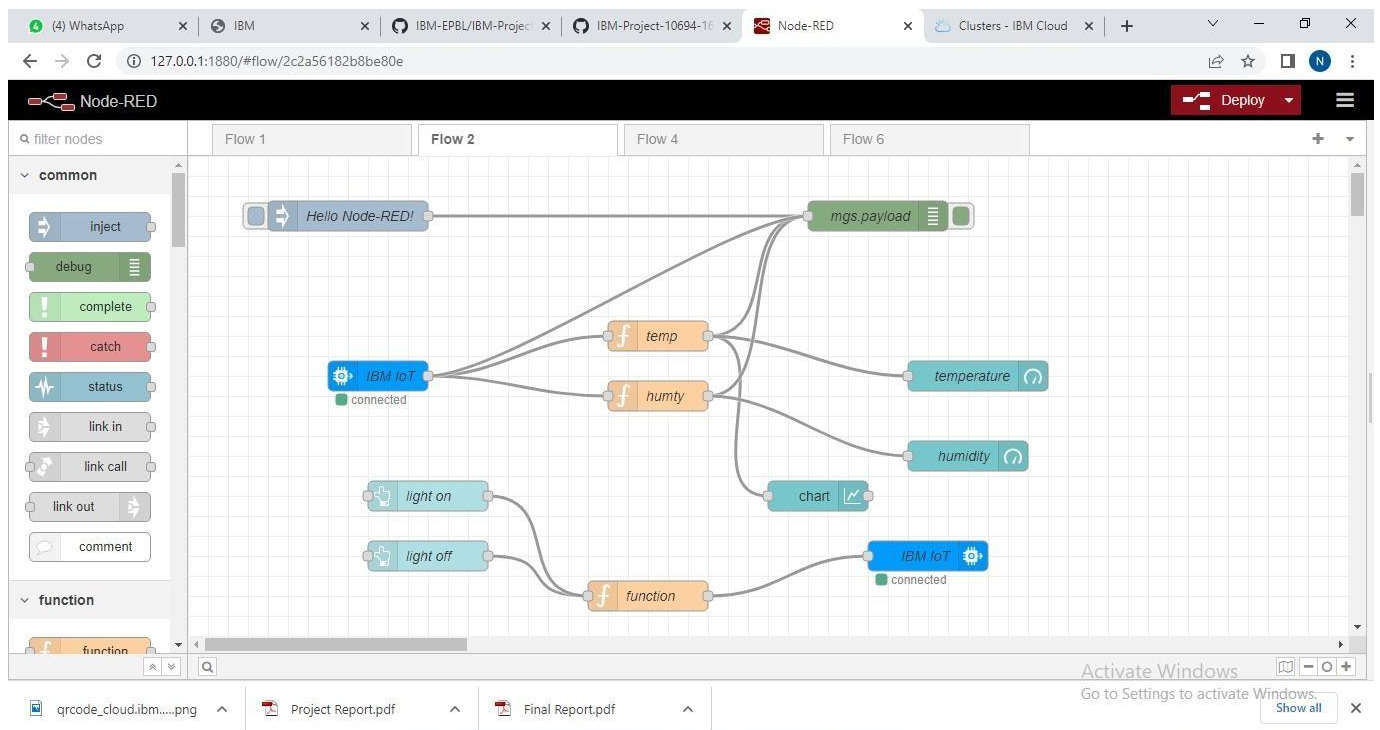 (4) WhatsApp
IBM
IBM-EPBL/IBM-Project
IBM-Project-10694-16
Node-RED
Clusters - IBM Cloud
127.0.0.1:1880/#flow/2c2a56182b8be80e
N
Node-RED
Deploy
filter nodes
Flow 1
Flow 2
Flow 4
Flow 6
common
inject
debug
complete
catch
status
link in
link call
link out
comment
function
function
Hello Node-RED!
mgs.payload
temp
IBM IoT
connected
humty
temperature
humidity
light on
chart
light off
IBM IoT
connected
function
Activate Windows
Go to Settings to activate Windows.
qrcode_cloud.ibm.....png
Project Report.pdf
Final Report.pdf
Show all